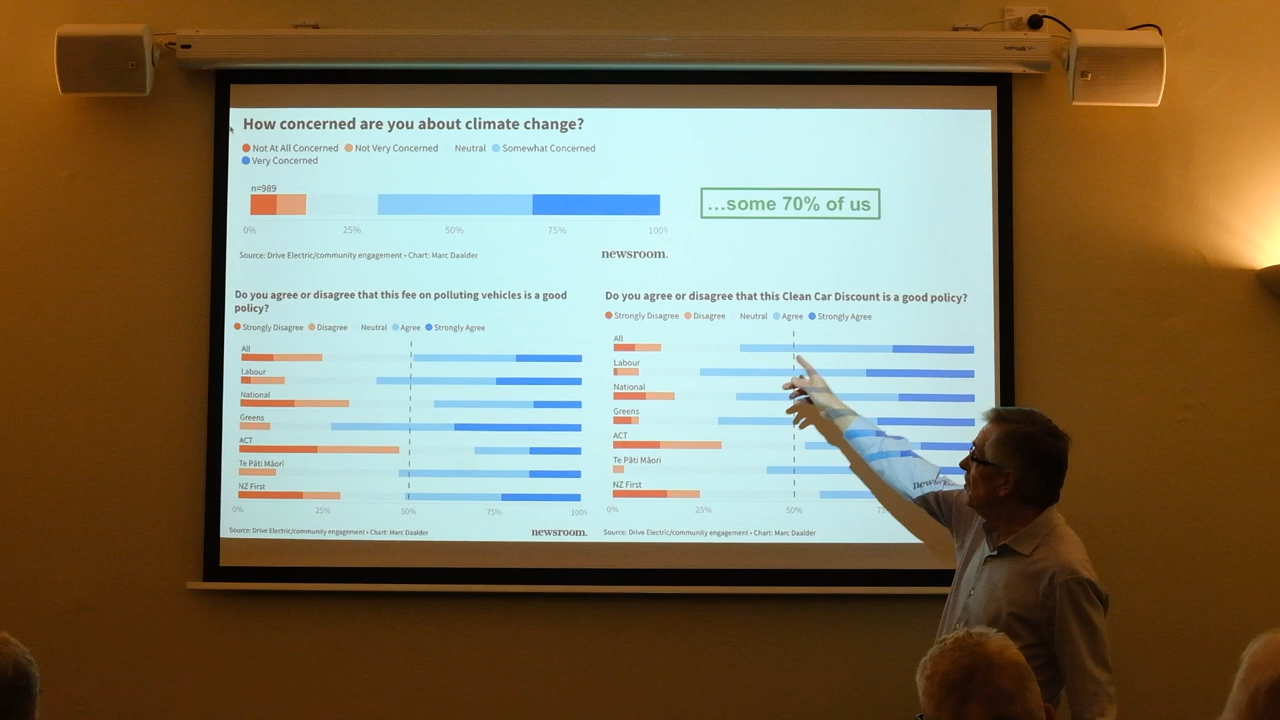 How concerned are you about climate change?
Not At All Concerned Not Very Concerned Neutral Somewhat Concerned
Very Concerned
n=989
...some 70% of us
0% 25% 50% 75% 100%
Source: Drive Electric/community engagement • Chart: Marc Daalder
newsroom.
Do you agree or disagree that this fee on polluting vehicles is a good
policy?
Strongly Disagree Disagree Neutral Agree Strongly Agree
All
Labour
National
Greens
ACT
Te Pāti Māori
NZ First
0% 25% 50% 75% 100%
Source: Drive Electric/community engagement • Chart: Marc Daalder
newsroom.
Do you agree or disagree that this Clean Car Discount is a good policy?
Strongly Disagree Disagree Neutral Agree Strongly Agree
All
Labour
National
Greens
ACT
Te Pāti Māori
NZ First
0% 25% 50%
Source: Drive Electric/community engagement • Chart: Marc Daalder